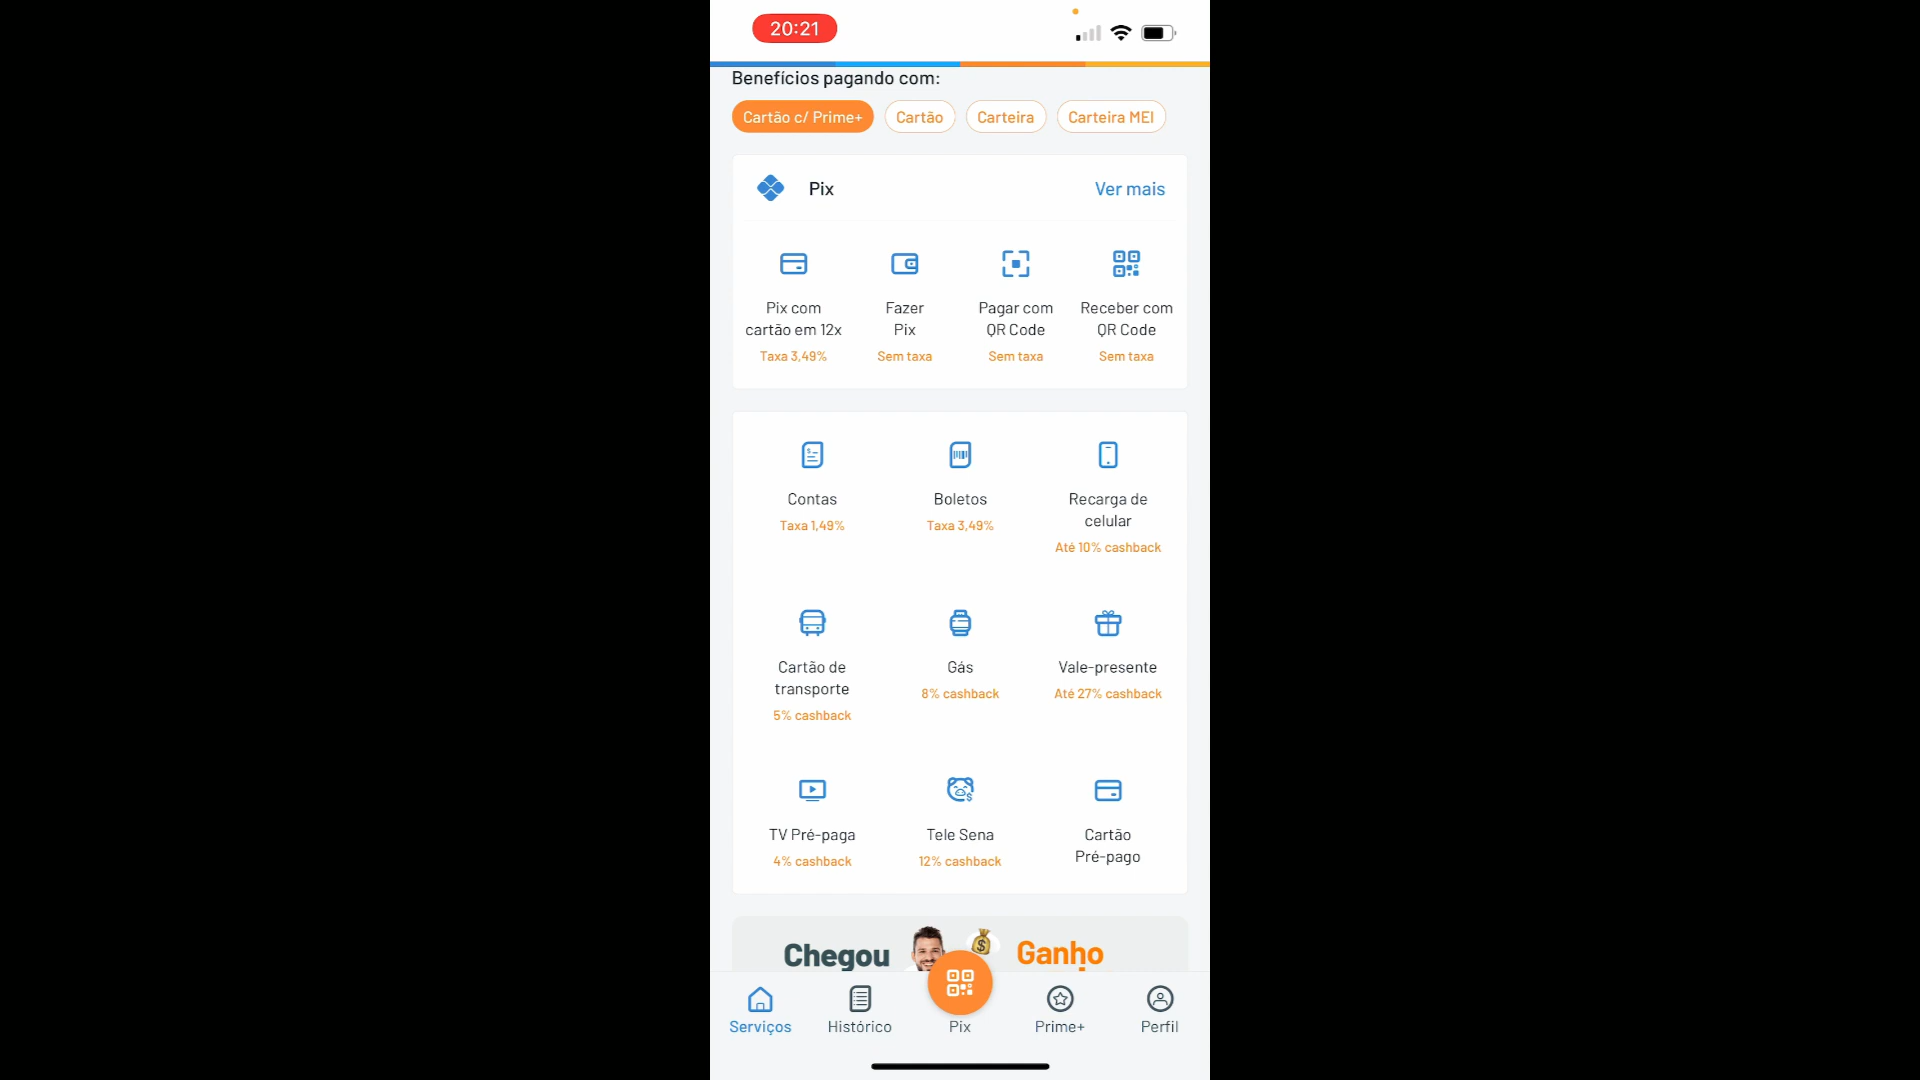 20:21
Benefícios pagando com:
Cartão c/ Prime+ Cartão Carteira Carteira MEI
Pix Ver mais
Pix com Fazer Pagar com Receber com
cartão em 12x Pix QR Code QR Code
Taxa 3,49% Sem taxa Sem taxa Sem taxa
Contas Boletos Recarga de
celular
Taxa 1,49% Taxa 3,49%
Até 10% cashback
Cartão de Gás Vale-presente
transporte 8% cashback Até 27% cashback
5% cashback
TV Pré-paga Tele Sena Cartão
Pré-pago
4% cashback 12% cashback
Chegou Ganho
Serviços Histórico Pix Prime+ Perfil